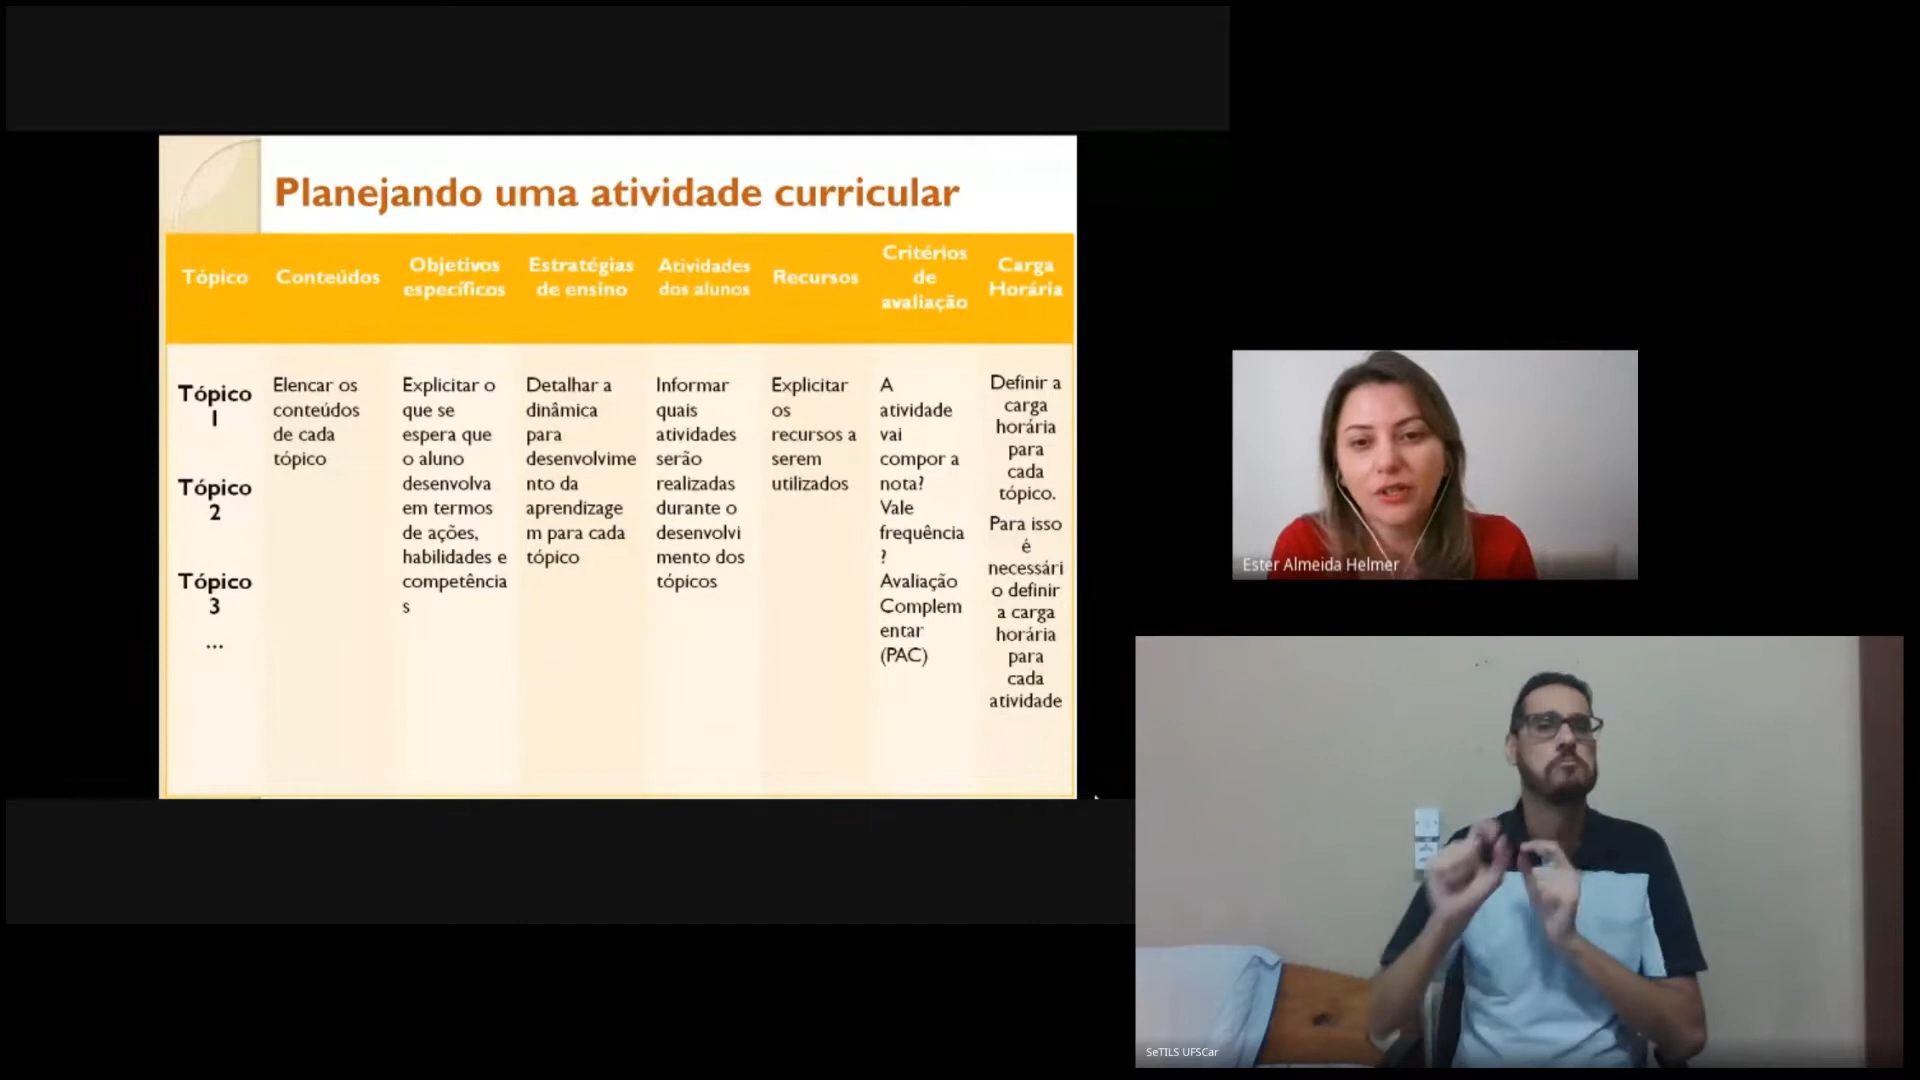 Planejando uma atividade curricular
Tópico
Conteúdos
Objetivos
específicos
Estratégias
de ensino
Atividades
dos alunos
Recursos
Critérios
de
avaliação
Carga
Horária
Tópico
1
Tópico
2
Tópico
3
...
Elencar os
conteúdos
de cada
tópico
Explicitar o
que se
espera que
o aluno
desenvolva
em termos
de ações,
habilidades e
competência
s
Detalhar a
dinâmica
para
desenvolvime
nto da
aprendizage
m para cada
tópico
Informar
quais
atividades
serão
realizadas
durante o
desenvolvi
mento dos
tópicos
Explicitar
os
recursos a
serem
utilizados
A
atividade
vai
compor a
nota?
Vale
frequência
?
Avaliação
Complem
entar
(PAC)
Definir a
carga
horária
para
cada
tópico.
Para isso
é
necessári
o definir
a carga
horária
para
cada
atividade
Ester Almeida Helmer
SeTILS UFSCar